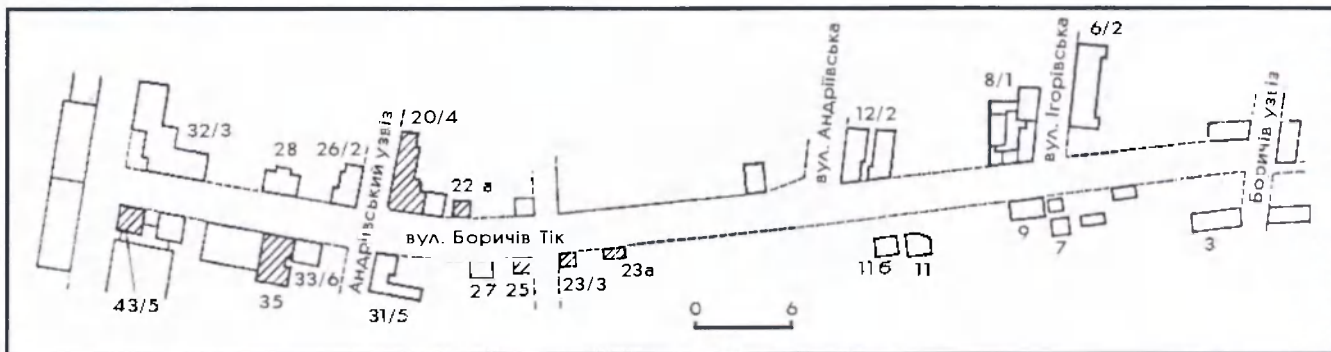 6/2
вул. Андріївська
8/1
вул. Ігорівська
Боричів узвіз
20/4
12/2
32/3
28
26/2
Андріївський узвіз
22 а
вул. Боричів Тік
9
7
3
11б
11
23а
43/5
35
33/6
31/5
27
25
23/3
0
6